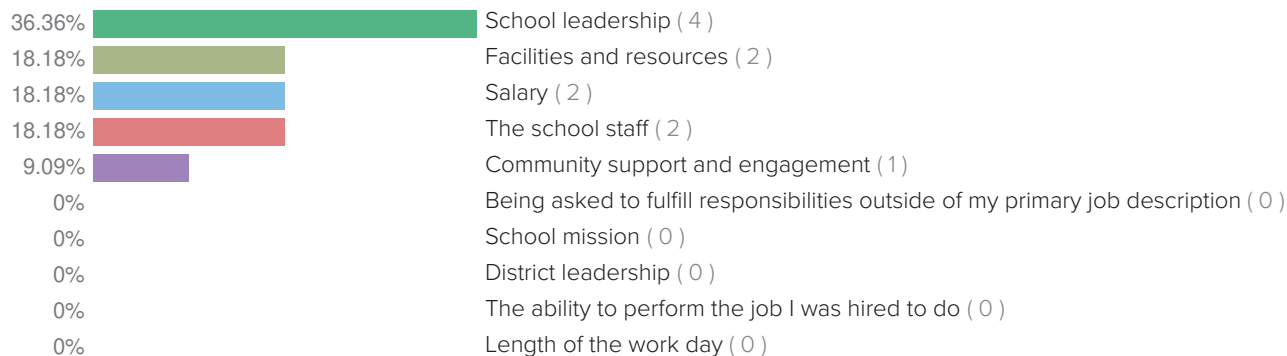 36.36% School leadership ( 4 )
18.18% Facilities and resources ( 2 )
18.18% Salary ( 2 )
18.18% The school staff ( 2 )
9.09% Community support and engagement ( 1 )
0% Being asked to fulfill responsibilities outside of my primary job description ( 0 )
0% School mission ( 0 )
0% District leadership ( 0 )
0% The ability to perform the job I was hired to do ( 0 )
0% Length of the work day ( 0 )